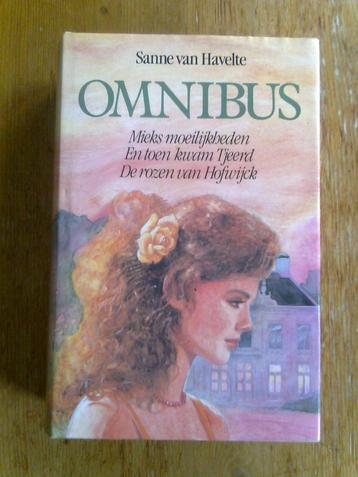 Sanne van Havelte
OMNIBUS
Mieks moeilijkheden
En toen kwam Tjeerd
De rozen van Hofwijck